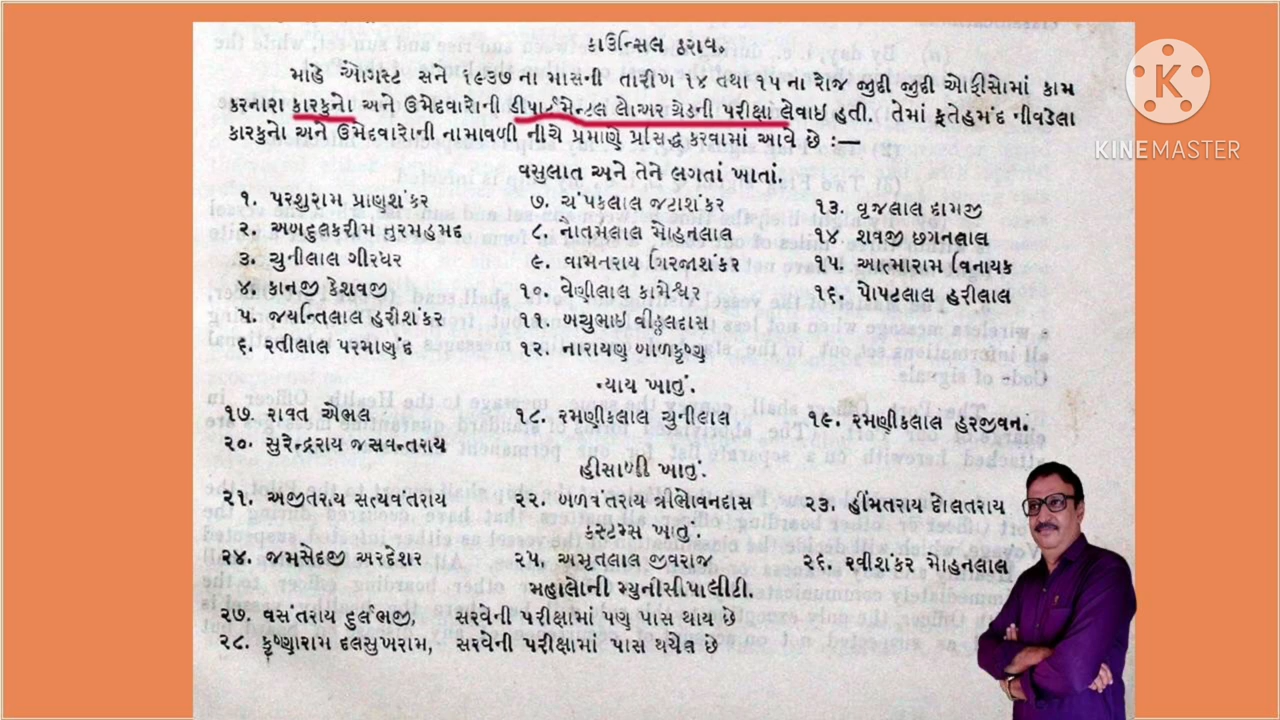 કાઉન્સિલ ઠરાવ.
માહે ઑગસ્ટ સને ૧૯૩૭ ના માસની તારીખ ૧૪ તથા ૧૫ ના રોજ જુદી જુદી ઑફીસોમાં કામ
કરનારા કારકુનો અને ઉમેદવારોની ડીપાર્ટમેન્ટલ લોઅર ગ્રેડની પરીક્ષા લેવાઇ હતી. તેમાં ફતેહમંદ નીવડેલા
કારકુનો અને ઉમેદવારોની નામાવળી નીચે પ્રમાણે પ્રસિદ્ધ કરવામાં આવે છે :—
વસુલાત અને તેને લગતાં ખાતાં.
૧. પરશુરામ પ્રાણશંકર ૭. ચંપકલાલ જટાશંકર ૧૩. વૃજલાલ દામજી
૨. અબદુલકરીમ નુરમહમદ ૮. નૌતમલાલ મોહનલાલ ૧૪. શવજી છગનલાલ
૩. ચુનીલાલ ગીરધર ૯. વામનરાય ગિરજાશંકર ૧૫. આત્મારામ વિનાયક
૪. કાનજી કેશવજી ૧૦. વેણીલાલ કામેશ્વર ૧૬. પોપટલાલ હરીલાલ
૫. જયન્તિલાલ હરીશંકર ૧૧. બચુભાઇ વીઠ્ઠલદાસ
૬. રતીલાલ પરમાણંદ ૧૨. નારાયણ બાળકૃષ્ણ
ન્યાય ખાતું.
૧૭. રાવત એભલ ૧૮. રમણીકલાલ ચુનીલાલ ૧૯. રમણીકલાલ હરજીવન.
૨૦. સુરેન્દ્રરાય જસવન્તરાય
હીસાબી ખાતું.
૨૧. અજીતરાય સત્યવંતરાય ૨૨. બળવંતરાય ત્રીભોવનદાસ ૨૩. હીંમતરાય દોલતરાય
કસ્ટમ્સ ખાતું.
૨૪. જમસેદજી અરદેશર ૨૫. અમૃતલાલ જીવરાજ ૨૬. રવીશંકર મોહનલાલ
મહાલોની મ્યુનીસીપાલીટી.
૨૭. વસંતરાય દુર્લભજી, સરવેની પરીક્ષામાં પણ પાસ થાય છે
૨૮. કૃષ્ણારામ દલસુખરામ, સરવેની પરીક્ષામાં પાસ થયેલ છે
K
KINEMASTER